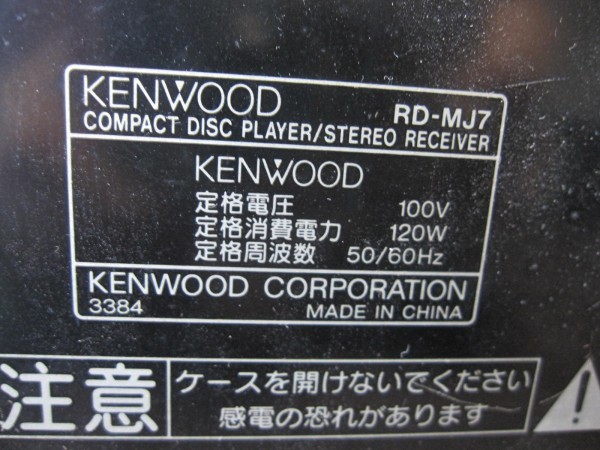 KENWOOD RD-MJ7
COMPACT DISC PLAYER/STEREO RECEIVER
KENWOOD
定格電圧 100V
定格消費電力 120W
定格周波数 50/60Hz
KENWOOD CORPORATION
3384 MADE IN CHINA
注意
ケースを開けないでください
感電の恐れがあります
!